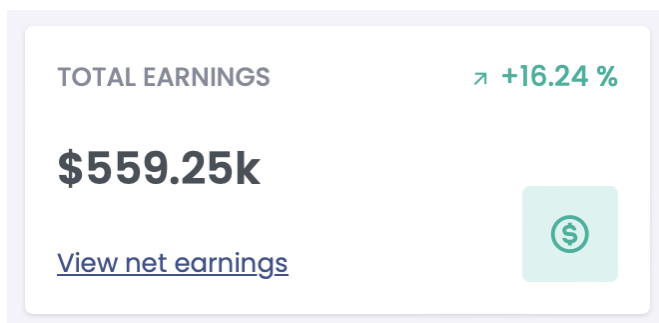 TOTAL EARNINGS
+16.24 %
$559.25k
View net earnings
$